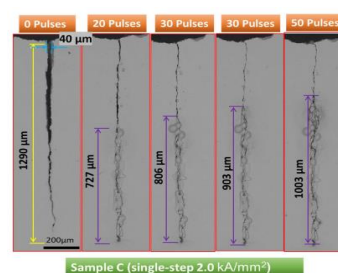 0 Pulses 20 Pulses 30 Pulses 30 Pulses 50 Pulses
40 μm
1290 μm
727 μm
806 μm
903 μm
1003 μm
200μm
Sample C (single-step 2.0 kA/mm²)